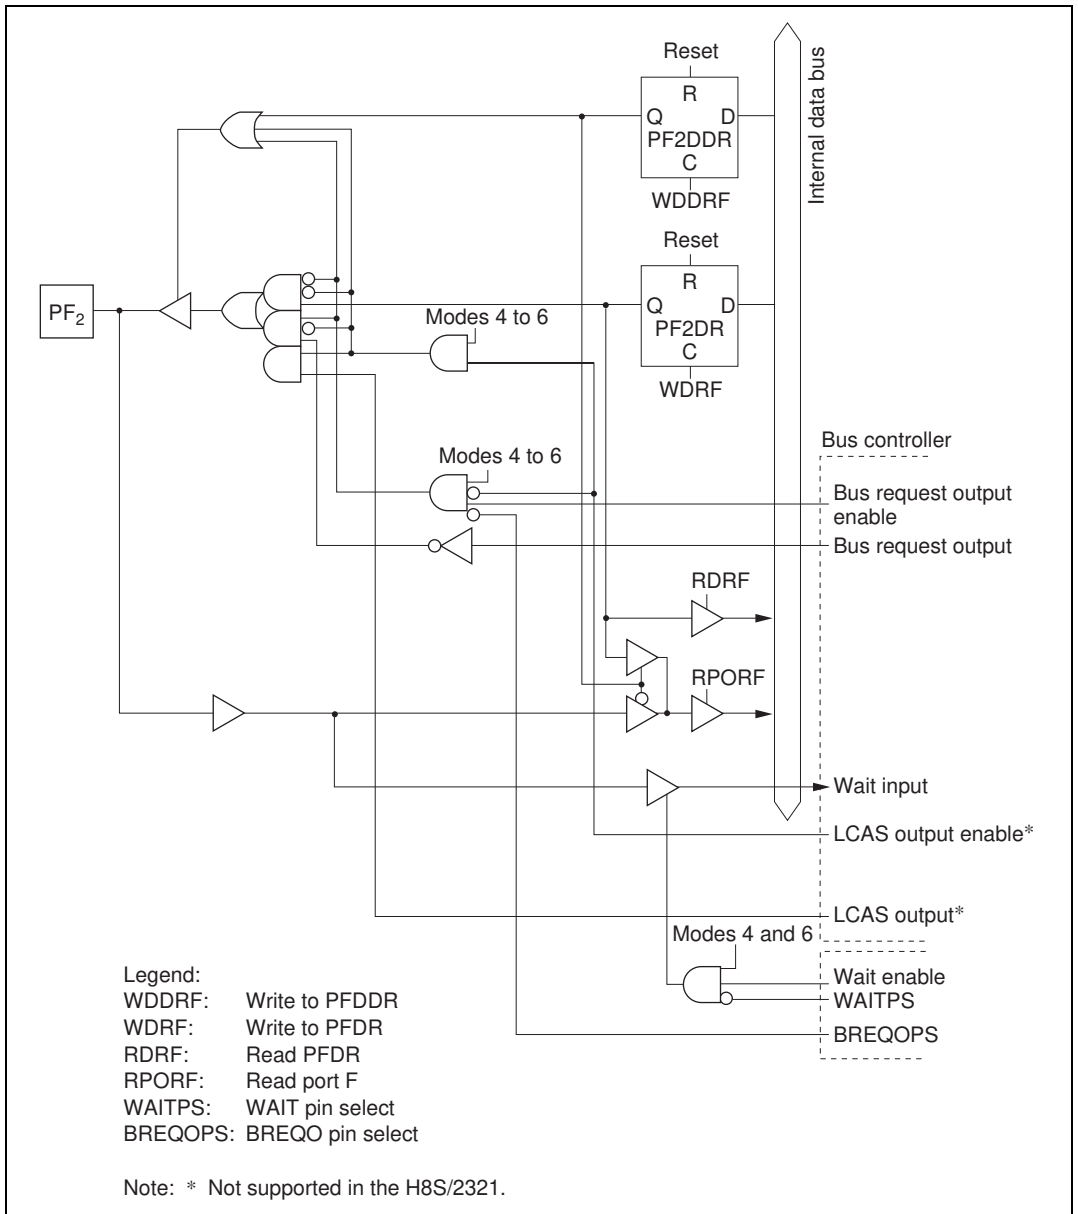 Reset
R
Q D
PF2DDR
C
WDDRF
Internal data bus
Reset
R
Q D
PF2DR
C
WDRF
PF₂
Modes 4 to 6
Modes 4 to 6
Bus controller
Bus request output
enable
Bus request output
RDRF
RPORF
Wait input
LCAS output enable*
LCAS output*
Modes 4 and 6
Wait enable
WAITPS
BREQOPS
Legend:
WDDRF: Write to PFDDR
WDRF: Write to PFDR
RDRF: Read PFDR
RPORF: Read port F
WAITPS: WAIT pin select
BREQOPS: BREQO pin select
Note: * Not supported in the H8S/2321.